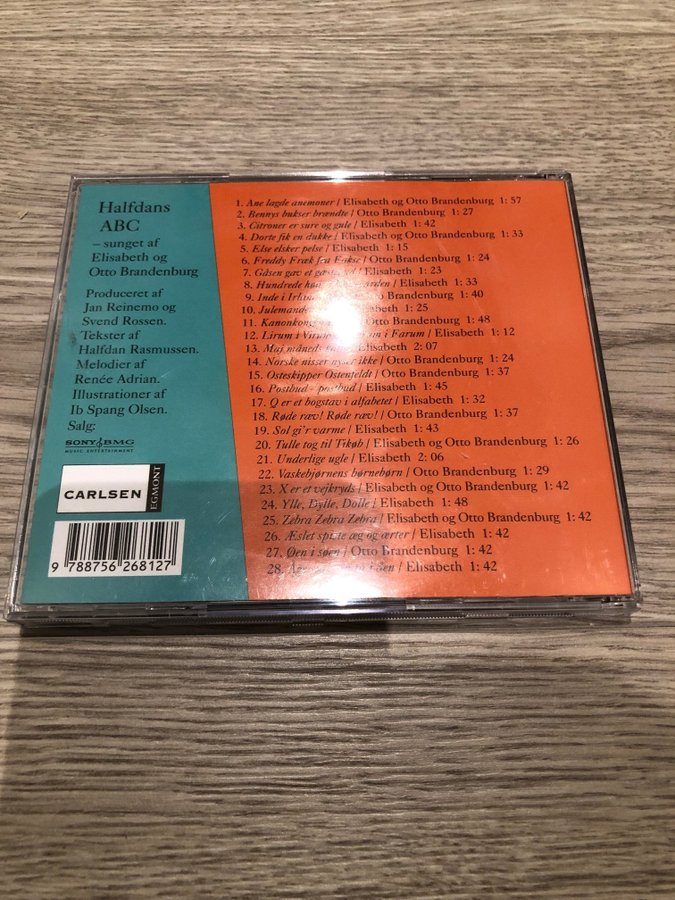 Halfdans
ABC
– sunget af
Elisabeth og
Otto Brandenburg
Produceret af
Jan Reinemo og
Svend Rossen.
Tekster af
Halfdan Rasmussen.
Melodier af
Renée Adrian.
Illustrationer af
Ib Spang Olsen.
Salg:
SONY BMG
MUSIC ENTERTAINMENT
CARLSEN
EGMONT
9 788756 268127
1. Ane lagde anemoner / Elisabeth og Otto Brandenburg 1: 57
2. Bennys bukser brændte / Otto Brandenburg 1: 27
3. Citroner er sure og gule / Elisabeth 1: 42
4. Dorte fik en dukke / Elisabeth og Otto Brandenburg 1: 33
5. Else elsker pelse / Elisabeth 1: 15
6. Freddy Fræk fra Fakse / Otto Brandenburg 1: 24
7. Gåsen gav et / Elisabeth 1: 23
8. Hundrede / Elisabeth 1: 33
9. Inde i / Otto Brandenburg 1: 40
10. / Elisabeth 1: 25
11. / Otto Brandenburg 1: 48
12. Lirum i i Farum / Elisabeth 1: 12
13. Maj måneds / Elisabeth 2: 07
14. Norske nisser nyser ikke / Otto Brandenburg 1: 24
15. Osteskipper Ostenfeldt / Otto Brandenburg 1: 37
16. Postbud - postbud / Elisabeth 1: 45
17. Q er et bogstav i alfabetet / Elisabeth 1: 32
18. Røde ræv! Røde ræv! / Otto Brandenburg 1: 37
19. Sol gi'r varme / Elisabeth 1: 43
20. Tulle tog til Tikøb / Elisabeth og Otto Brandenburg 1: 26
21. Underlige ugle / Elisabeth 2: 06
22. Vaskebjørnens børnebørn / Otto Brandenburg 1: 29
23. X er et vejkryds / Elisabeth og Otto Brandenburg 1: 42
24. Ylle, Dylle, Dolle / Elisabeth 1: 48
25. Zebra Zebra Zebra / Elisabeth og Otto Brandenburg 1: 42
26. Æslet spiste æg og ærter / Elisabeth 1: 42
27. Øen i søen / Otto Brandenburg 1: 42
28. / Elisabeth 1: 42